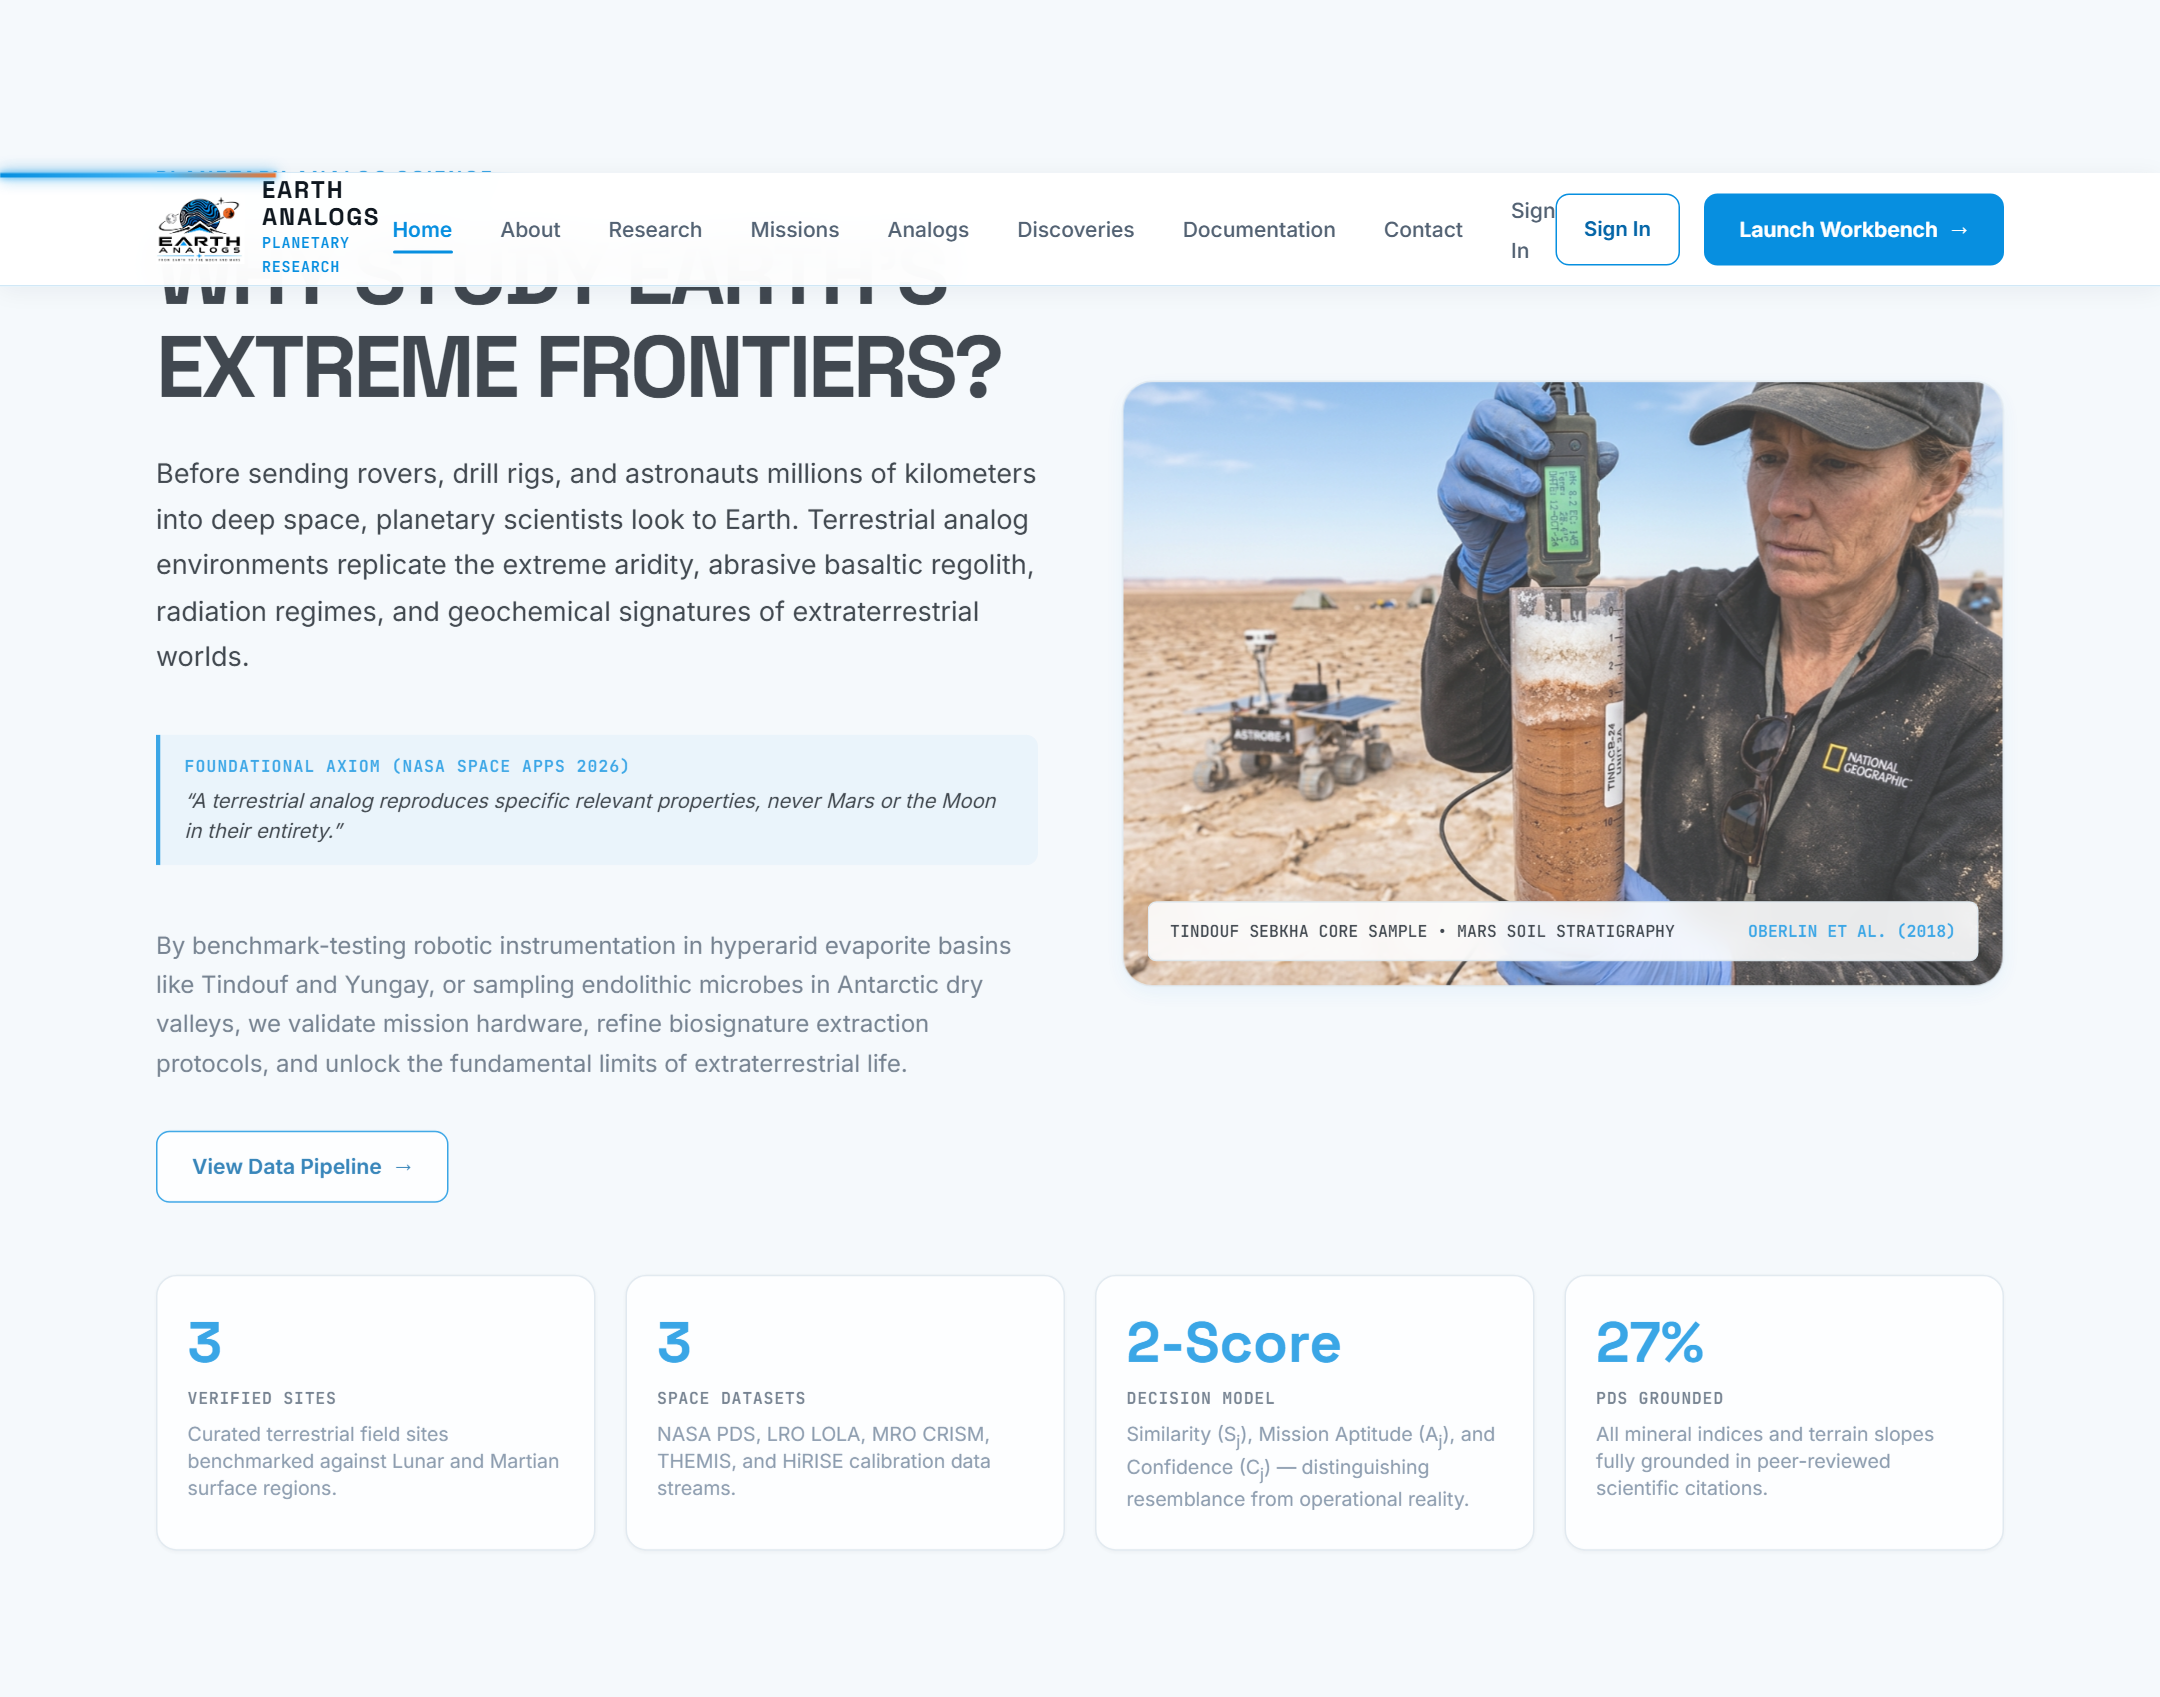 EARTH
ANALOGS
PLANETARY
RESEARCH
EARTH
ANALOGS
Home
About
Research
Missions
Analogs
Discoveries
Documentation
Contact
Sign
In
Sign In
Launch Workbench →
WHY STUDY EARTH'S
EXTREME FRONTIERS?
Before sending rovers, drill rigs, and astronauts millions of kilometers
into deep space, planetary scientists look to Earth. Terrestrial analog
environments replicate the extreme aridity, abrasive basaltic regolith,
radiation regimes, and geochemical signatures of extraterrestrial
worlds.
FOUNDATIONAL AXIOM (NASA SPACE APPS 2026)
“A terrestrial analog reproduces specific relevant properties, never Mars or the Moon
in their entirety.”
By benchmark-testing robotic instrumentation in hyperarid evaporite basins
like Tindouf and Yungay, or sampling endolithic microbes in Antarctic dry
valleys, we validate mission hardware, refine biosignature extraction
protocols, and unlock the fundamental limits of extraterrestrial life.
View Data Pipeline →
ASTROBE-1
TIND.CB-24
NATIONAL
GEOGRAPHIC
TINDOUF SEBKHA CORE SAMPLE • MARS SOIL STRATIGRAPHY
OBERLIN ET AL. (2018)
3
VERIFIED SITES
Curated terrestrial field sites
benchmarked against Lunar and Martian
surface regions.
3
SPACE DATASETS
NASA PDS, LRO LOLA, MRO CRISM,
THEMIS, and HiRISE calibration data
streams.
2-Score
DECISION MODEL
Similarity (Sj), Mission Aptitude (Aj), and
Confidence (Cj) — distinguishing
resemblance from operational reality.
27%
PDS GROUNDED
All mineral indices and terrain slopes
fully grounded in peer-reviewed
scientific citations.